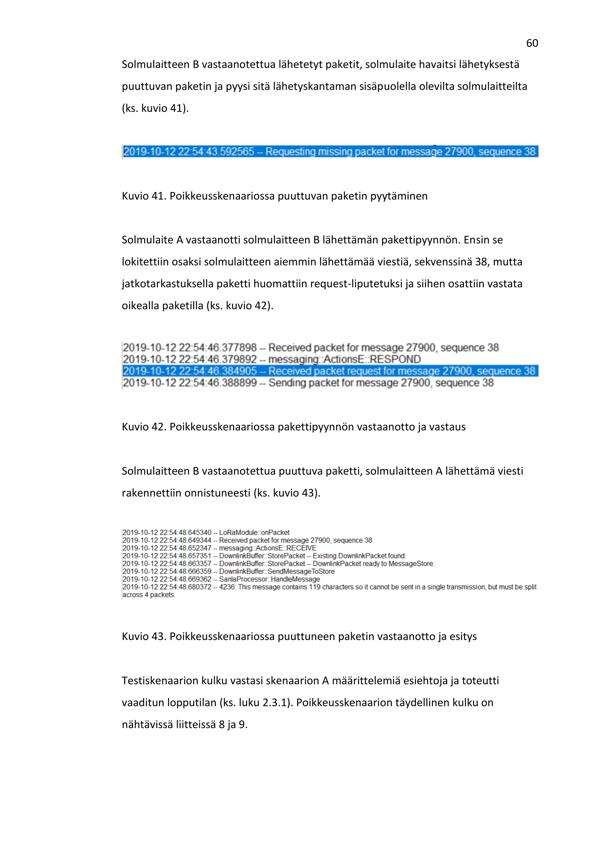 60
Solmulaitteen B vastaanotettua lähetetyt paketit, solmulaite havaitsi lähetyksestä
puuttuvan paketin ja pyysi sitä lähetyskantaman sisäpuolella olevilta solmulaitteilta
(ks. kuvio 41).
2019-10-12 22:54:43.592565 -- Requesting missing packet for message 27900, sequence 38
Kuvio 41. Poikkeusskenaariossa puuttuvan paketin pyytäminen
Solmulaite A vastaanotti solmulaitteen B lähettämän pakettipyynnön. Ensin se
lokitettiin osaksi solmulaitteen aiemmin lähettämää viestiä, sekvenssinä 38, mutta
jatkotarkastuksella paketti huomattiin request-liputetuksi ja siihen osattiin vastata
oikealla paketilla (ks. kuvio 42).
2019-10-12 22:54:46.377898 -- Received packet for message 27900, sequence 38
2019-10-12 22:54:46.379892 -- messaging::ActionsE::RESPOND
2019-10-12 22:54:46.384905 -- Received packet request for message 27900, sequence 38
2019-10-12 22:54:46.388899 -- Sending packet for message 27900, sequence 38
Kuvio 42. Poikkeusskenaariossa pakettipyynnön vastaanotto ja vastaus
Solmulaitteen B vastaanotettua puuttuva paketti, solmulaitteen A lähettämä viesti
rakennettiin onnistuneesti (ks. kuvio 43).
2019-10-12 22:54:48.645340 -- LoRaModule::onPacket
2019-10-12 22:54:48.649344 -- Received packet for message 27900, sequence 38
2019-10-12 22:54:48.652347 -- messaging::ActionsE::RECEIVE
2019-10-12 22:54:48.657351 -- DownlinkBuffer::StorePacket -- Existing DownlinkPacket found.
2019-10-12 22:54:48.663357 -- DownlinkBuffer::StorePacket -- DownlinkPacket ready to MessageStore.
2019-10-12 22:54:48.666359 -- DownlinkBuffer::SendMessageToStore
2019-10-12 22:54:48.669362 -- SanlaProcessor::HandleMessage
2019-10-12 22:54:48.680372 -- 4236: This message contains 119 characters so it cannot be sent in a single transmission, but must be split
across 4 packets.
Kuvio 43. Poikkeusskenaariossa puuttuneen paketin vastaanotto ja esitys
Testiskenaarion kulku vastasi skenaarion A määrittelemiä esiehtoja ja toteutti
vaaditun lopputilan (ks. luku 2.3.1). Poikkeusskenaarion täydellinen kulku on
nähtävissä liitteissä 8 ja 9.